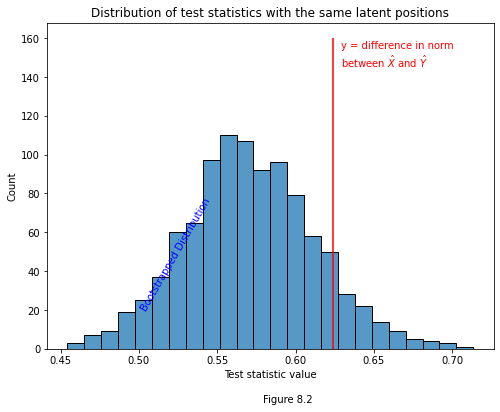 Distribution of test statistics with the same latent positions
160
140
120
100
80
60
40
20
0
Count
y = difference in norm
between X̂ and Ŷ
Bootstrapped Distribution
0.45 0.50 0.55 0.60 0.65 0.70
Test statistic value
Figure 8.2